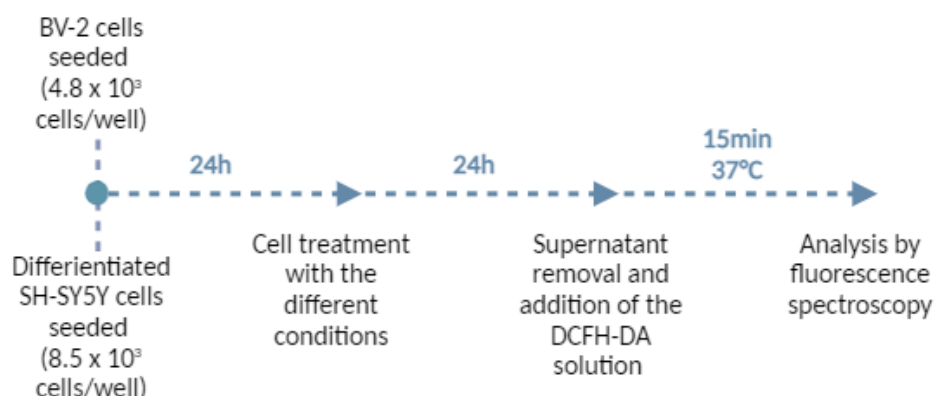 BV-2 cells
seeded
(4.8 x 10³
cells/well)
24h
24h
15min
37°C
Differientiated
SH-SY5Y cells
seeded
(8.5 x 10³
cells/well)
Cell treatment
with the
different
conditions
Supernatant
removal and
addition of the
DCFH-DA
solution
Analysis by
fluorescence
spectroscopy